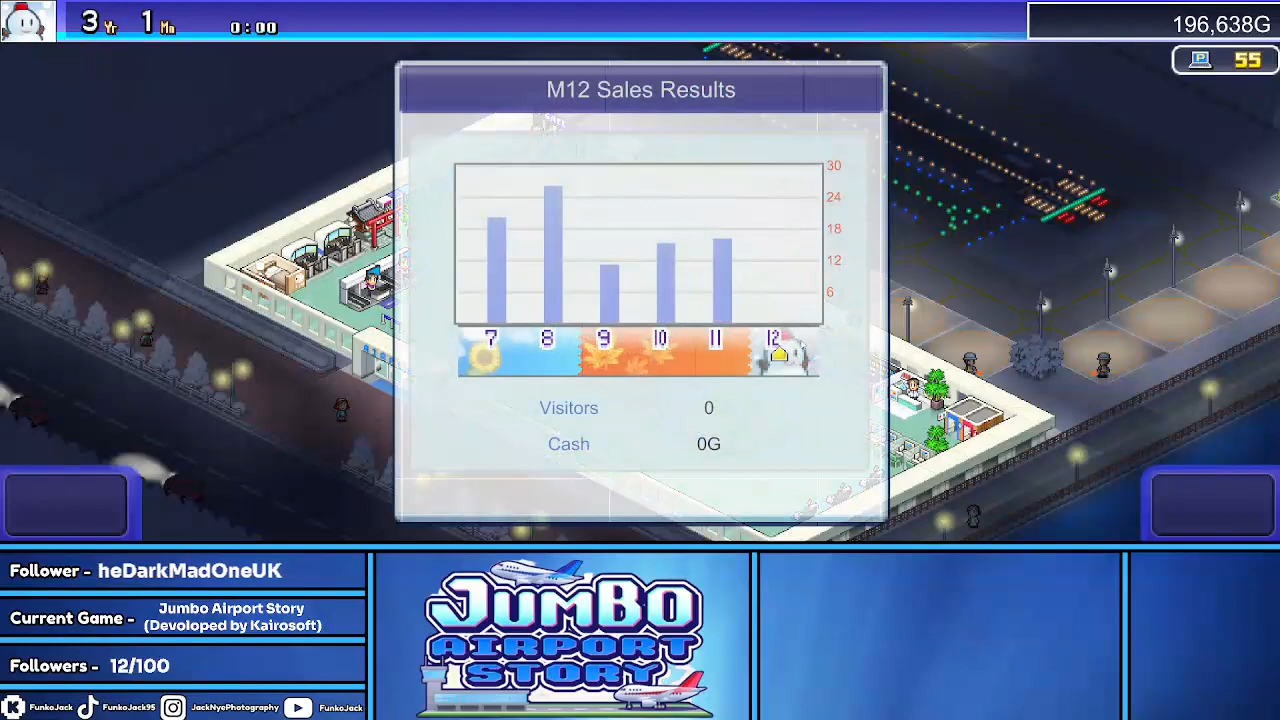 3 Yr 1 Mn 0:00
196,638G
P 55
M12 Sales Results
30
24
18
12
6
7 8 9 10 11 12
Visitors 0
Cash 0G
Follower - heDarkMadOneUK
Current Game - Jumbo Airport Story
(Devoloped by Kairosoft)
Followers - 12/100
FunkoJack FunkoJack95 JackNyePhotography FunkoJack
JUMBO
AIRPORT
STORY